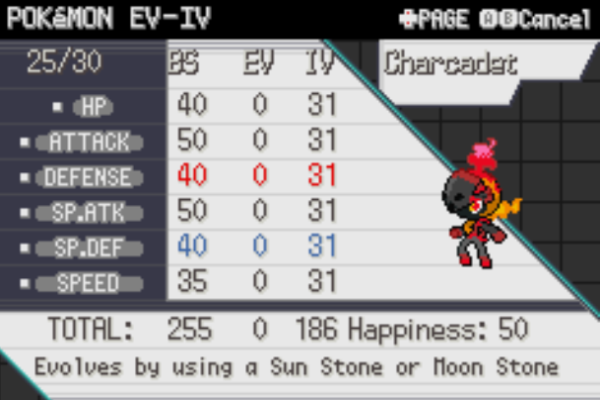 POKéMON EV-IV PAGE AB Cancel
25/30 BS EV IV Charcadet
HP 40 0 31
ATTACK 50 0 31
DEFENSE 40 0 31
SP.ATK 50 0 31
SP.DEF 40 0 31
SPEED 35 0 31
TOTAL: 255 0 186 Happiness: 50
Evolves by using a Sun Stone or Moon Stone